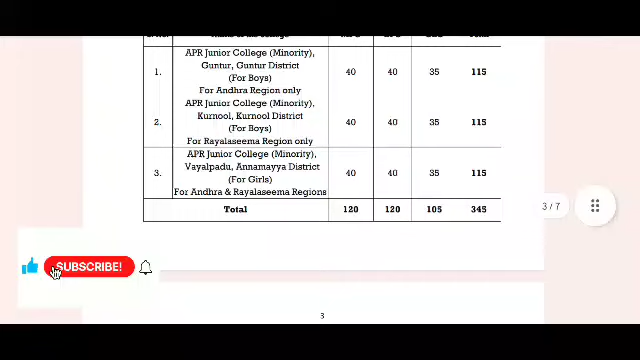 APR Junior College (Minority),
1. Guntur, Guntur District 40 40 35 115
(For Boys)
For Andhra Region only
APR Junior College (Minority),
2. Kurnool, Kurnool District 40 40 35 115
(For Boys)
For Rayalaseema Region only
APR Junior College (Minority),
3. Vayalpadu, Annamayya District 40 40 35 115
(For Girls)
For Andhra & Rayalaseema Regions
Total 120 120 105 345
3 / 7
SUBSCRIBE!
3